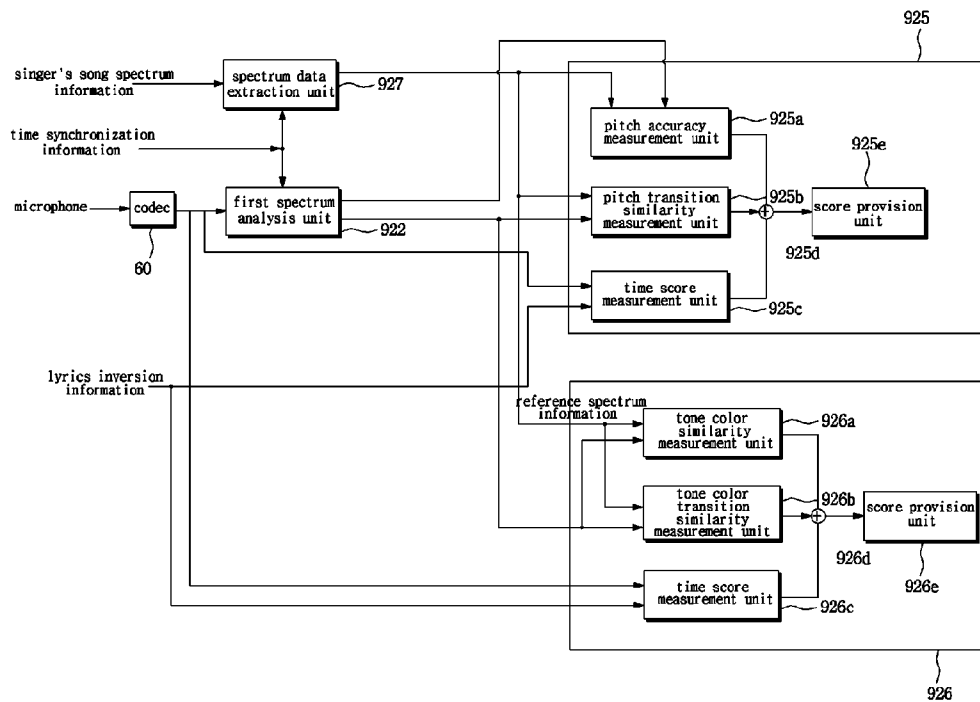 925
singer's song spectrum
information
spectrum data
extraction unit
927
time synchronization
information
pitch accuracy
measurement unit
925a
925e
microphone
codec
60
first spectrum
analysis unit
922
pitch transition
similarity
measurement unit
925b
score provision
unit
925d
time score
measurement unit
925c
lyrics inversion
information
reference spectrum
information
tone color
similarity
measurement unit
926a
tone color
transition
similarity
measurement unit
926b
score provision
unit
926d
926e
time score
measurement unit
926c
926